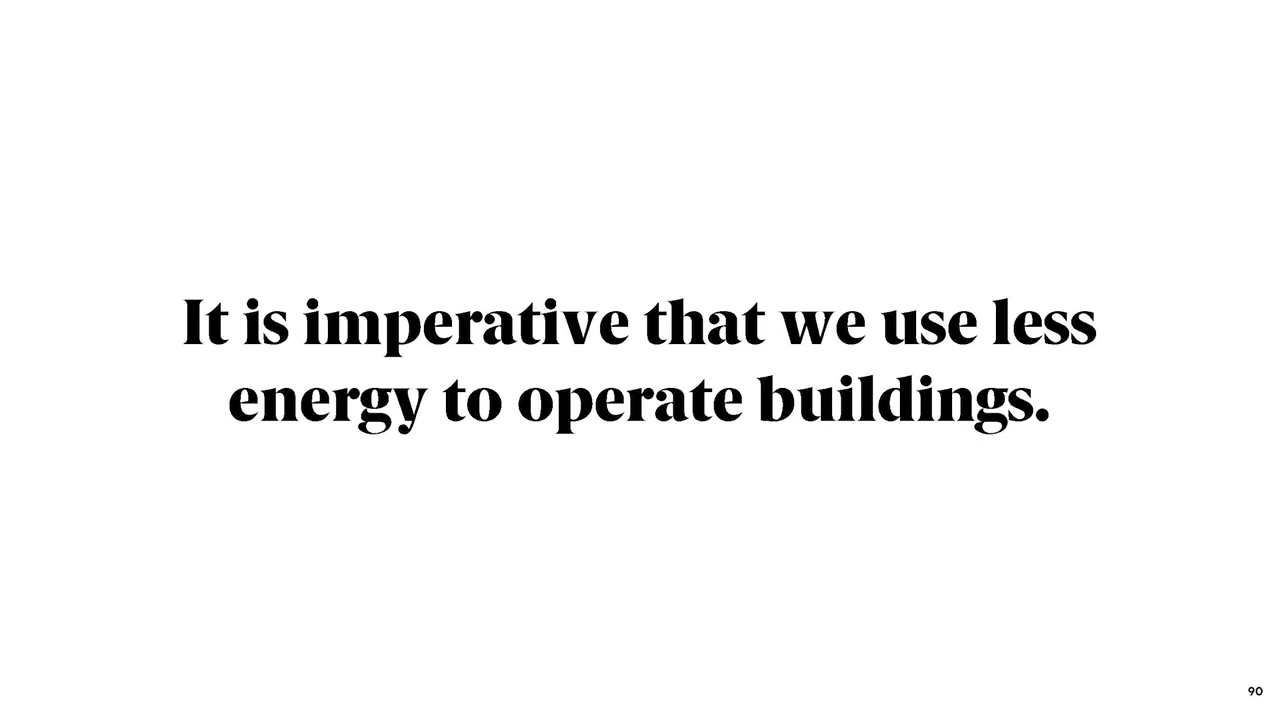 It is imperative that we use less
energy to operate buildings.
90